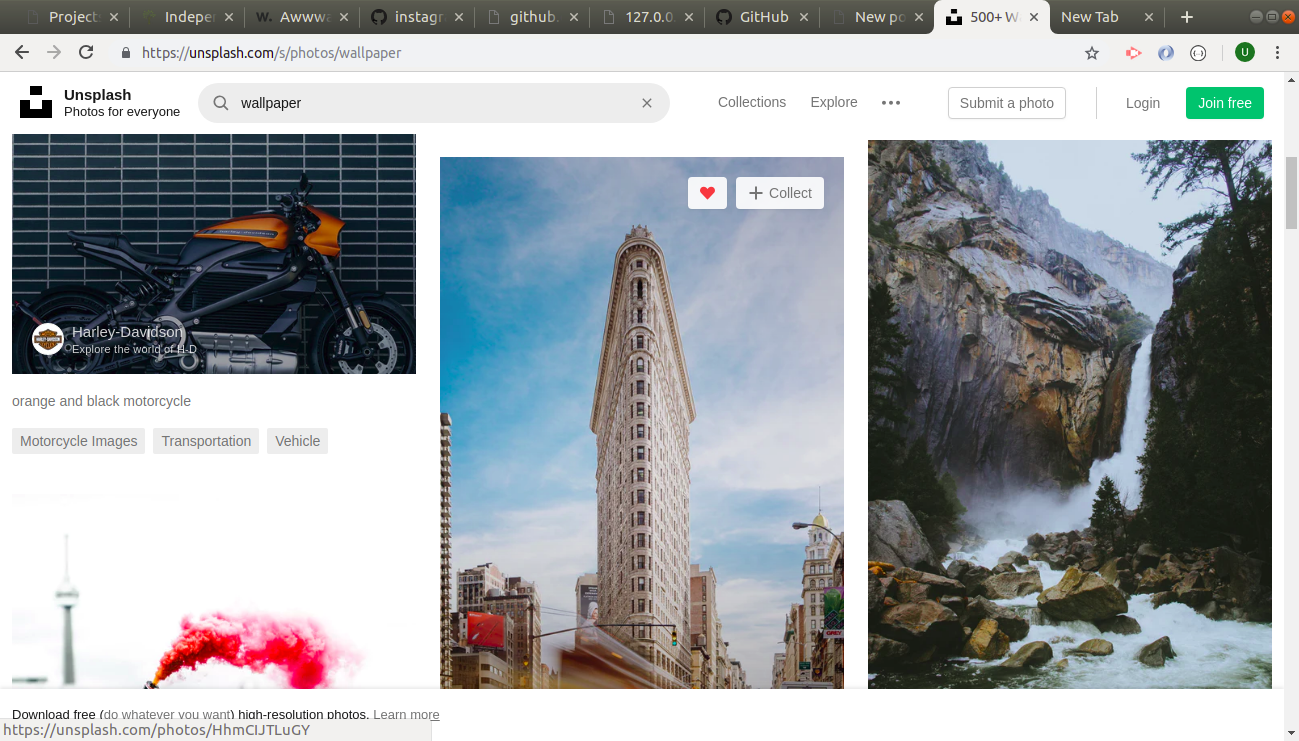 Project
Indeper
Awwwa
instagr
github.
127.0.0.
GitHub
New po
500+ W
New Tab
https://unsplash.com/s/photos/wallpaper
U
Unsplash
Photos for everyone
wallpaper
Collections
Explore
Submit a photo
Login
Join free
Harley-Davidson
Explore the world of H-D
orange and black motorcycle
Motorcycle Images
Transportation
Vehicle
Collect
GREY
Download free (do whatever you want) high-resolution photos. Learn more
https://unsplash.com/photos/HhmCIJTLuGY